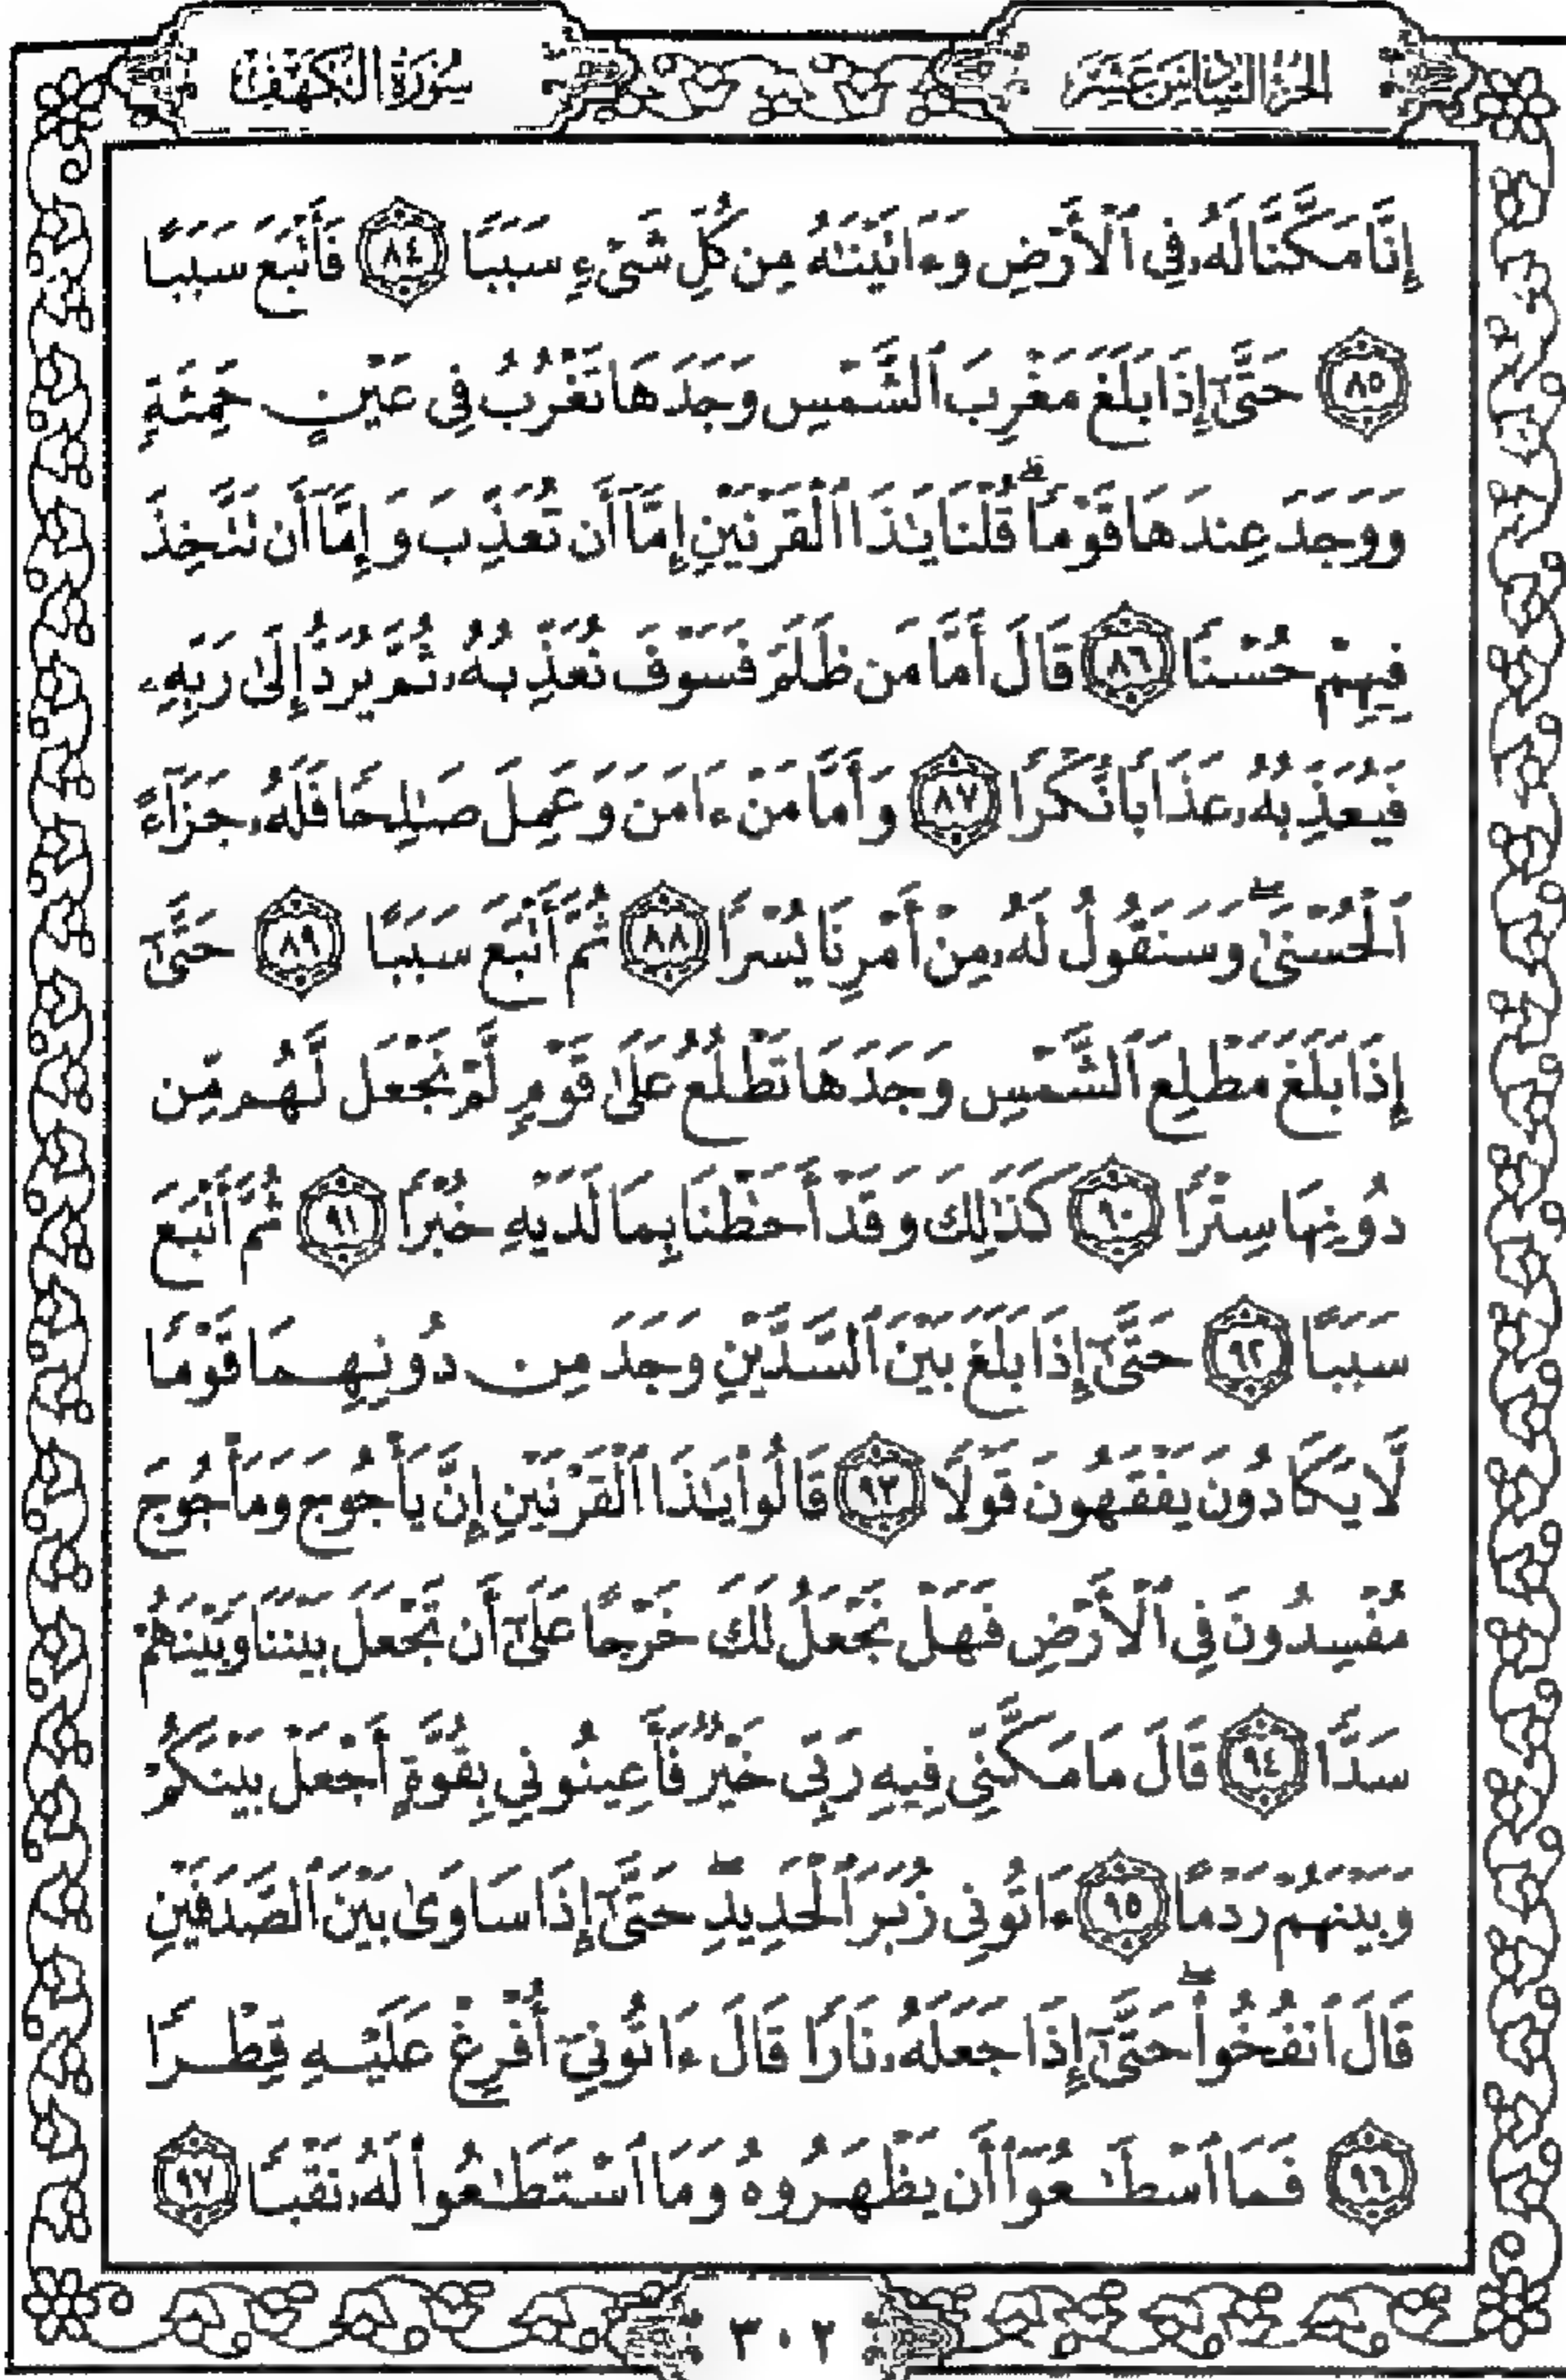 الجزء السادس عشر
سورة الكهف
إِنَّا مَكَّنَّا لَهُۥ فِى ٱلْأَرْضِ وَءَاتَيْنَٰهُ مِن كُلِّ شَىْءٍ سَبَبًا ٨٤ فَأَتْبَعَ سَبَبًا
٨٥ حَتَّىٰٓ إِذَا بَلَغَ مَغْرِبَ ٱلشَّمْسِ وَجَدَهَا تَغْرُبُ فِى عَيْنٍ حَمِئَةٍ
وَوَجَدَ عِندَهَا قَوْمًا ۗ قُلْنَا يَٰذَا ٱلْقَرْنَيْنِ إِمَّآ أَن تُعَذِّبَ وَإِمَّآ أَن تَتَّخِذَ
فِيهِمْ حُسْنًا ٨٦ قَالَ أَمَّا مَن ظَلَمَ فَسَوْفَ نُعَذِّبُهُۥ ثُمَّ يُرَدُّ إِلَىٰ رَبِّهِۦ
فَيُعَذِّبُهُۥ عَذَابًا نُّكْرًا ٨٧ وَأَمَّا مَنْ ءَامَنَ وَعَمِلَ صَٰلِحًا فَلَهُۥ جَزَآءً
ٱلْحُسْنَىٰ ۖ وَسَنَقُولُ لَهُۥ مِنْ أَمْرِنَا يُسْرًا ٨٨ ثُمَّ أَتْبَعَ سَبَبًا ٨٩ حَتَّىٰٓ
إِذَا بَلَغَ مَطْلِعَ ٱلشَّمْسِ وَجَدَهَا تَطْلُعُ عَلَىٰ قَوْمٍ لَّمْ نَجْعَل لَّهُم مِّن
دُونِهَا سِتْرًا ٩٠ كَذَٰلِكَ وَقَدْ أَحَطْنَا بِمَا لَدَيْهِ خُبْرًا ٩١ ثُمَّ أَتْبَعَ
سَبَبًا ٩٢ حَتَّىٰٓ إِذَا بَلَغَ بَيْنَ ٱلسَّدَّيْنِ وَجَدَ مِن دُونِهِمَا قَوْمًا
لَّا يَكَادُونَ يَفْقَهُونَ قَوْلًا ٩٣ قَالُوا۟ يَٰذَا ٱلْقَرْنَيْنِ إِنَّ يَأْجُوجَ وَمَأْجُوجَ
مُفْسِدُونَ فِى ٱلْأَرْضِ فَهَلْ نَجْعَلُ لَكَ خَرْجًا عَلَىٰٓ أَن تَجْعَلَ بَيْنَنَا وَبَيْنَهُمْ
سَدًّا ٩٤ قَالَ مَا مَكَّنِّى فِيهِ رَبِّى خَيْرٌ فَأَعِينُونِى بِقُوَّةٍ أَجْعَلْ بَيْنَكُمْ
وَبَيْنَهُمْ رَدْمًا ٩٥ ءَاتُونِى زُبَرَ ٱلْحَدِيدِ ۖ حَتَّىٰٓ إِذَا سَاوَىٰ بَيْنَ ٱلصَّدَفَيْنِ
قَالَ ٱنفُخُوا۟ ۖ حَتَّىٰٓ إِذَا جَعَلَهُۥ نَارًا قَالَ ءَاتُونِىٓ أُفْرِغْ عَلَيْهِ قِطْرًا
٩٦ فَمَا ٱسْطَٰعُوٓا۟ أَن يَظْهَرُوهُ وَمَا ٱسْتَطَٰعُوا۟ لَهُۥ نَقْبًا ٩٧
٣٠٢